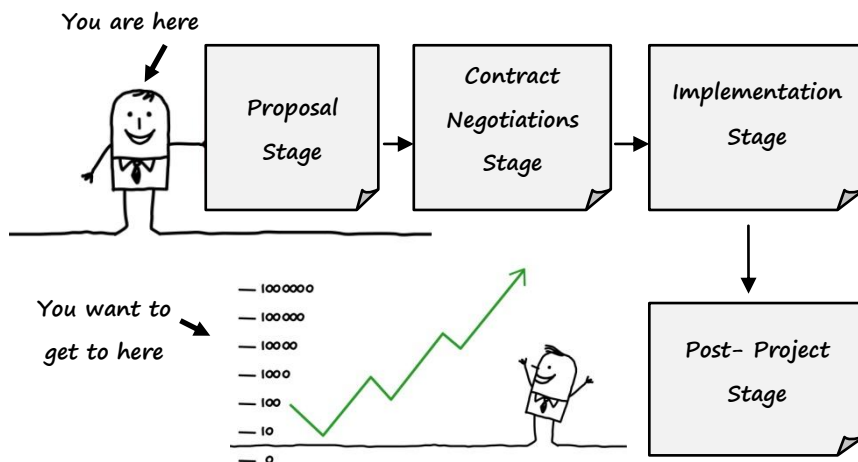 You are here
Proposal
Stage
Contract
Negotiations
Stage
Implementation
Stage
You want to
get to here
1000000
100000
10000
1000
100
10
0
Post- Project
Stage